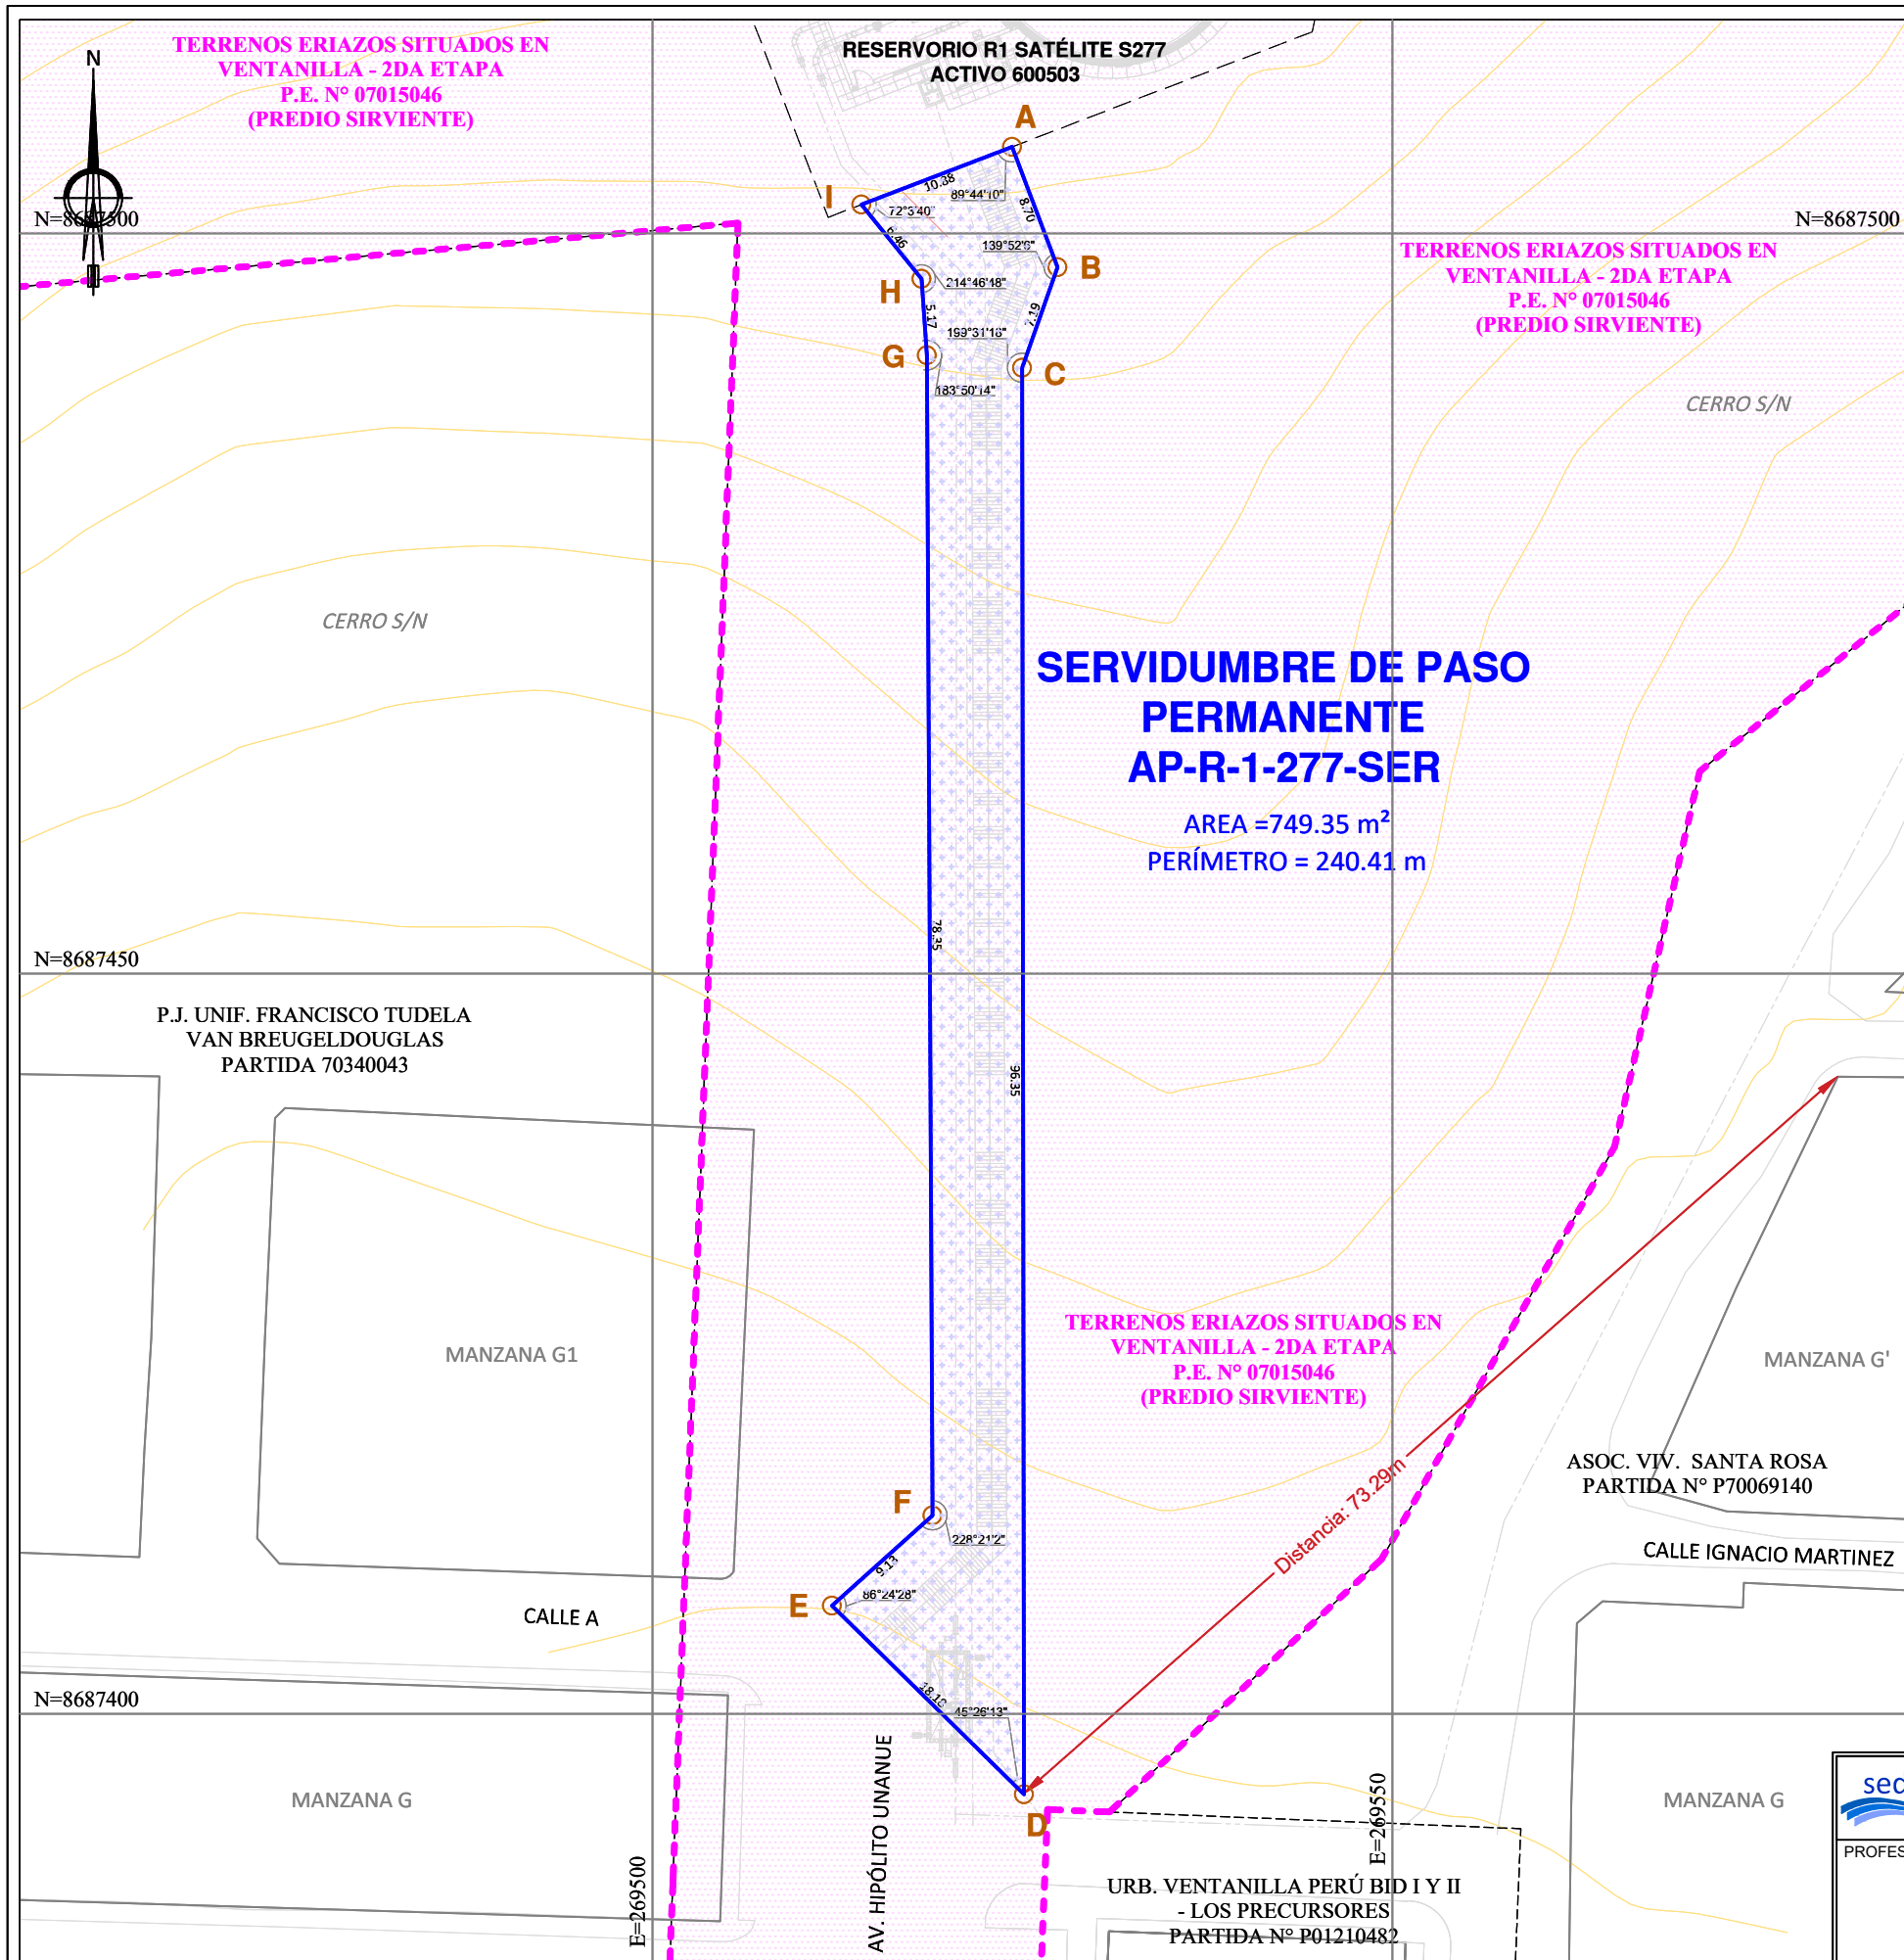 TERRENOS ERIAZOS SITUADOS EN
VENTANILLA - 2DA ETAPA
P.E. N° 07015046
(PREDIO SIRVIENTE)
N
RESERVORIO R1 SATÉLITE S277
ACTIVO 600503
A
I
10.38
89°44'10"
8.70
72°3'40"
6.46
N=8687500
N=8687500
139°52'6"
B
H
214°46'18"
TERRENOS ERIAZOS SITUADOS EN
VENTANILLA - 2DA ETAPA
P.E. N° 07015046
(PREDIO SIRVIENTE)
5.17
7.19
199°31'18"
G
C
183°50'14"
CERRO S/N
CERRO S/N
SERVIDUMBRE DE PASO
PERMANENTE
AP-R-1-277-SER
AREA =749.35 m²
PERÍMETRO = 240.41 m
78.35
N=8687450
P.J. UNIF. FRANCISCO TUDELA
VAN BREUGELDOUGLAS
PARTIDA 70340043
96.35
TERRENOS ERIAZOS SITUADOS EN
VENTANILLA - 2DA ETAPA
P.E. N° 07015046
(PREDIO SIRVIENTE)
MANZANA G1
MANZANA G'
ASOC. VIV. SANTA ROSA
PARTIDA N° P70069140
Distancia: 73.29m
F
228°21'2"
9.13
CALLE IGNACIO MARTINEZ
E
86°24'28"
CALLE A
N=8687400
45°26'13"
MANZANA G
D
MANZANA G
AV. HIPÓLITO UNANUE
E=269500
E=269550
URB. VENTANILLA PERÚ BID I Y II
- LOS PRECURSORES
PARTIDA N° P01210482